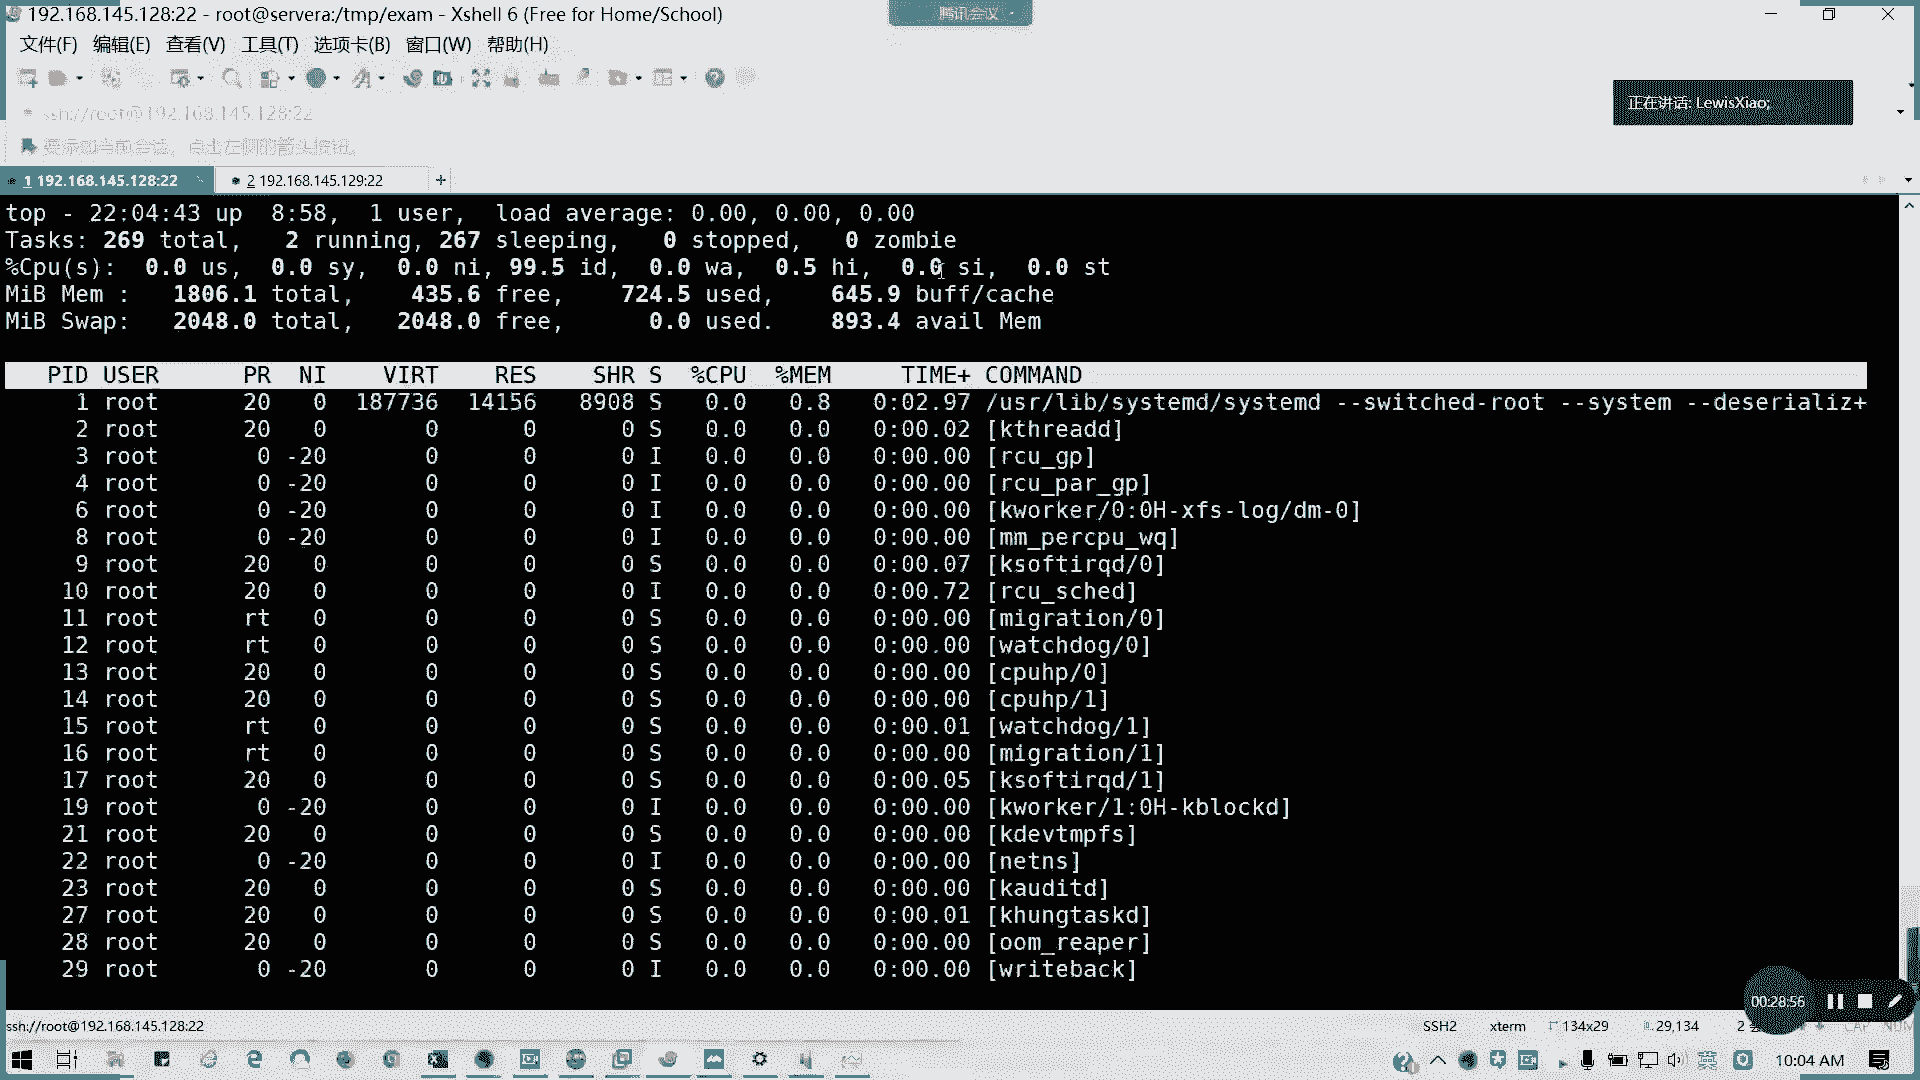 192.168.145.128:22 - root@servera:/tmp/exam - Xshell 6 (Free for Home/School)
腾讯会议
文件(F) 编辑(E) 查看(V) 工具(T) 选项卡(B) 窗口(W) 帮助(H)
正在讲话: LewisXiao;
ssh://root@192.168.145.128:22
要添加当前会话，点击左侧的箭头按钮。
1 192.168.145.128:22
2 192.168.145.129:22
+
top - 22:04:43 up  8:58,  1 user,  load average: 0.00, 0.00, 0.00
Tasks: 269 total,   2 running, 267 sleeping,   0 stopped,   0 zombie
%Cpu(s):  0.0 us,  0.0 sy,  0.0 ni, 99.5 id,  0.0 wa,  0.5 hi,  0.0 si,  0.0 st
MiB Mem :   1806.1 total,    435.6 free,    724.5 used,    645.9 buff/cache
MiB Swap:   2048.0 total,   2048.0 free,      0.0 used.    893.4 avail Mem
PID USER      PR  NI    VIRT    RES    SHR S  %CPU  %MEM     TIME+ COMMAND
1 root      20   0  187736  14156   8908 S   0.0   0.8   0:02.97 /usr/lib/systemd/systemd --switched-root --system --deserializ+
2 root      20   0       0      0      0 S   0.0   0.0   0:00.02 [kthreadd]
3 root       0 -20       0      0      0 I   0.0   0.0   0:00.00 [rcu_gp]
4 root       0 -20       0      0      0 I   0.0   0.0   0:00.00 [rcu_par_gp]
6 root       0 -20       0      0      0 I   0.0   0.0   0:00.00 [kworker/0:0H-xfs-log/dm-0]
8 root       0 -20       0      0      0 I   0.0   0.0   0:00.00 [mm_percpu_wq]
9 root      20   0       0      0      0 S   0.0   0.0   0:00.07 [ksoftirqd/0]
10 root      20   0       0      0      0 I   0.0   0.0   0:00.72 [rcu_sched]
11 root      rt   0       0      0      0 S   0.0   0.0   0:00.00 [migration/0]
12 root      rt   0       0      0      0 S   0.0   0.0   0:00.00 [watchdog/0]
13 root      20   0       0      0      0 S   0.0   0.0   0:00.00 [cpuhp/0]
14 root      20   0       0      0      0 S   0.0   0.0   0:00.00 [cpuhp/1]
15 root      rt   0       0      0      0 S   0.0   0.0   0:00.01 [watchdog/1]
16 root      rt   0       0      0      0 S   0.0   0.0   0:00.00 [migration/1]
17 root      20   0       0      0      0 S   0.0   0.0   0:00.05 [ksoftirqd/1]
19 root       0 -20       0      0      0 I   0.0   0.0   0:00.00 [kworker/1:0H-kblockd]
21 root      20   0       0      0      0 S   0.0   0.0   0:00.00 [kdevtmpfs]
22 root       0 -20       0      0      0 I   0.0   0.0   0:00.00 [netns]
23 root      20   0       0      0      0 S   0.0   0.0   0:00.00 [kauditd]
27 root      20   0       0      0      0 S   0.0   0.0   0:00.01 [khungtaskd]
28 root      20   0       0      0      0 S   0.0   0.0   0:00.00 [oom_reaper]
29 root       0 -20       0      0      0 I   0.0   0.0   0:00.00 [writeback]
00:28:56
ssh://root@192.168.145.128:22 SSH2 xterm 134x29 29,134 2 CAP NUM
英 10:04 AM